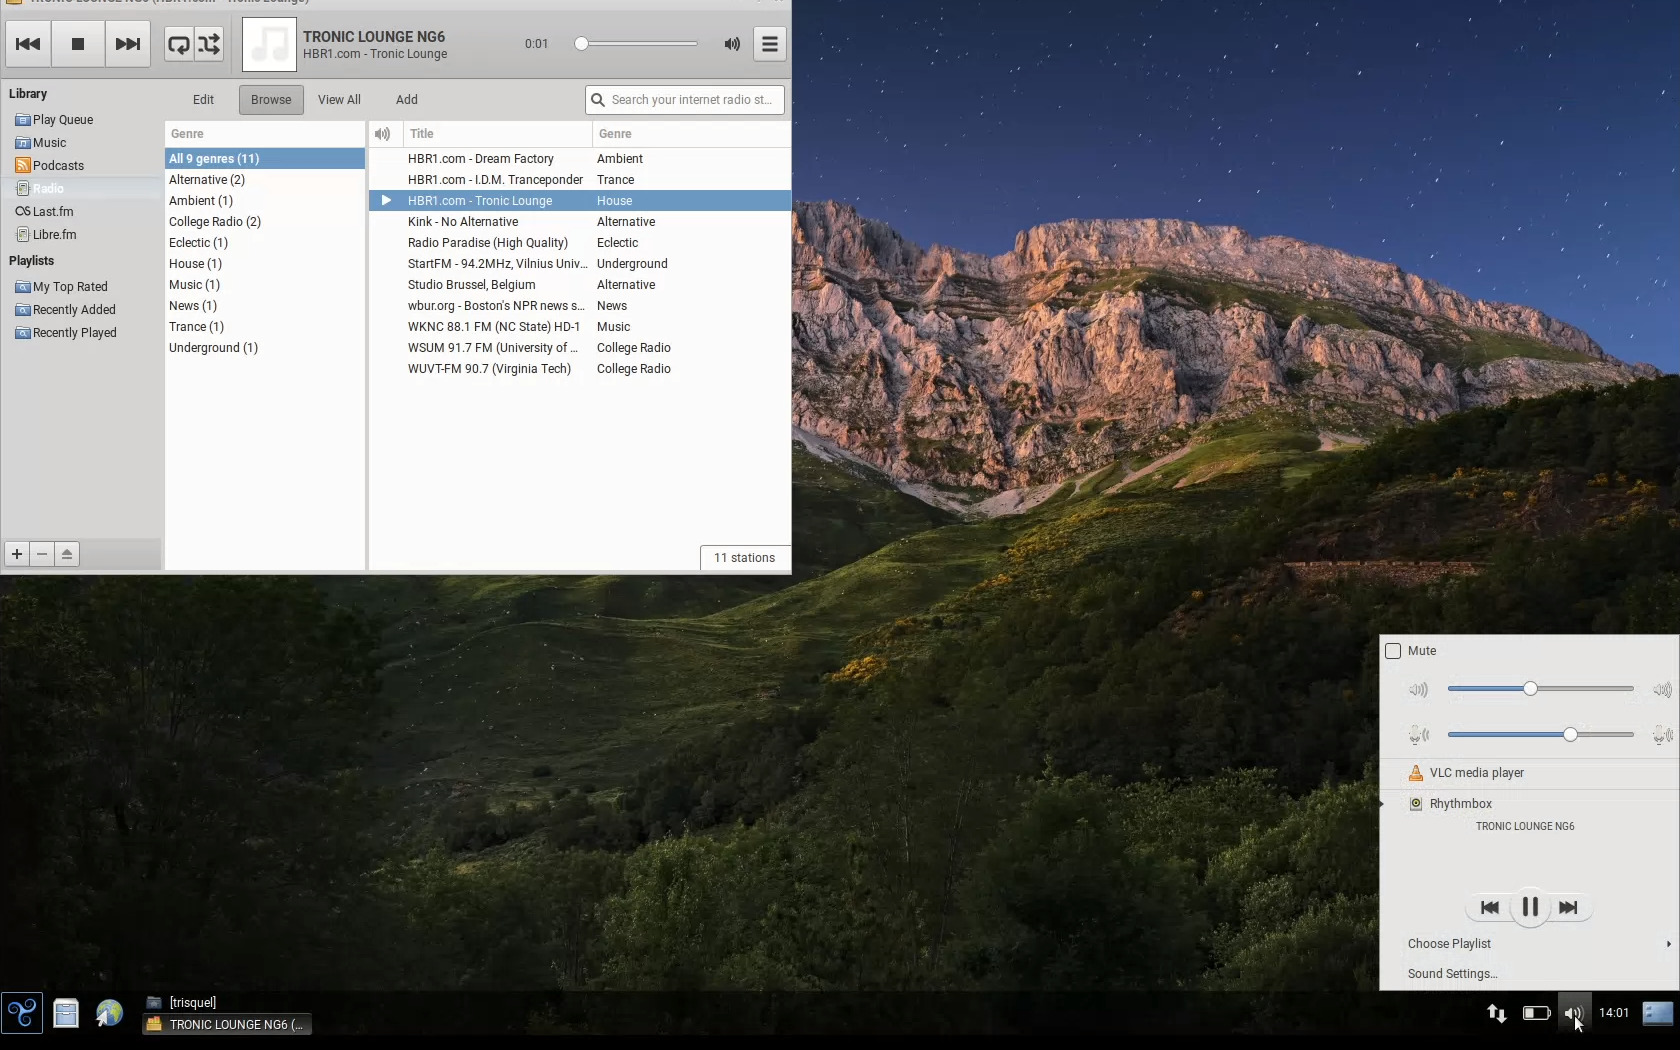 TRONIC LOUNGE NG6 (HBR1.com - Tronic Lounge)
TRONIC LOUNGE NG6
HBR1.com - Tronic Lounge
0:01
Library
Play Queue
Music
Podcasts
Radio
Last.fm
Libre.fm
Playlists
My Top Rated
Recently Added
Recently Played
Edit
Browse
View All
Add
Search your internet radio st...
Genre
All 9 genres (11)
Alternative (2)
Ambient (1)
College Radio (2)
Eclectic (1)
House (1)
Music (1)
News (1)
Trance (1)
Underground (1)
Title Genre
HBR1.com - Dream Factory Ambient
HBR1.com - I.D.M. Tranceponder Trance
HBR1.com - Tronic Lounge House
Kink - No Alternative Alternative
Radio Paradise (High Quality) Eclectic
StartFM - 94.2MHz, Vilnius Univ... Underground
Studio Brussel, Belgium Alternative
wbur.org - Boston's NPR news s... News
WKNC 88.1 FM (NC State) HD-1 Music
WSUM 91.7 FM (University of ... College Radio
WUVT-FM 90.7 (Virginia Tech) College Radio
11 stations
Mute
VLC media player
Rhythmbox
TRONIC LOUNGE NG6
Choose Playlist
Sound Settings...
[trisquel]
TRONIC LOUNGE NG6 (...
14:01